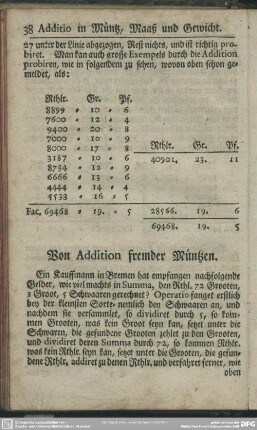 38 Additio in Müntz, Maaß und Gewicht.
27 unter der Linie abgezogen, Rest nichts, und ist richtig pro-
biret. Man kan auch grosse Exempels durch die Addition
probiren, wie in folgendem zu sehen, wovon oben schon ge-
meldet, als:
Rthlr. Gr. Pf.
8899 " 10 " 6
7600 " 12 " 4
9400 " 20 " 8
7000 " 10 " 9
8000 " 17 " 8
3187 " 10 " 6
8734 " 12 " 9
6666 " 13 " 6
4444 " 14 " 4
5533 " 16 " 5
Fac. 69468 " 19. " 5
Rthlr. Gr. Pf.
40901. 23. 11
28566. 19. 6
69468. 19. 5
Von Addition fremder Müntzen.
Ein Kauffmann in Bremen hat empfangen nachfolgende
Gelder, wie viel machts in Summa, den Rthl. 72 Grooten,
1 Groot, 5 Schwaaren gerechnet? Operatio fanget erstlich
bey der kleinsten Sorte nemlich den Schwaaren an, und
nachdem sie versammlet, so dividiret durch 5, so kom-
men Grooten, was kein Groot seyn kan, setzet unter die
Schwaaren, die gefundene Grooten zehlet zu den Grooten,
und dividiret deren Summa durch 72, so kommen Rthlr.
was kein Rthlr. seyn kan, setzet unter die Grooten, die gefun-
dene Rthlr. addiret zu denen Rthlr. und verfahret ferner, wie
oben